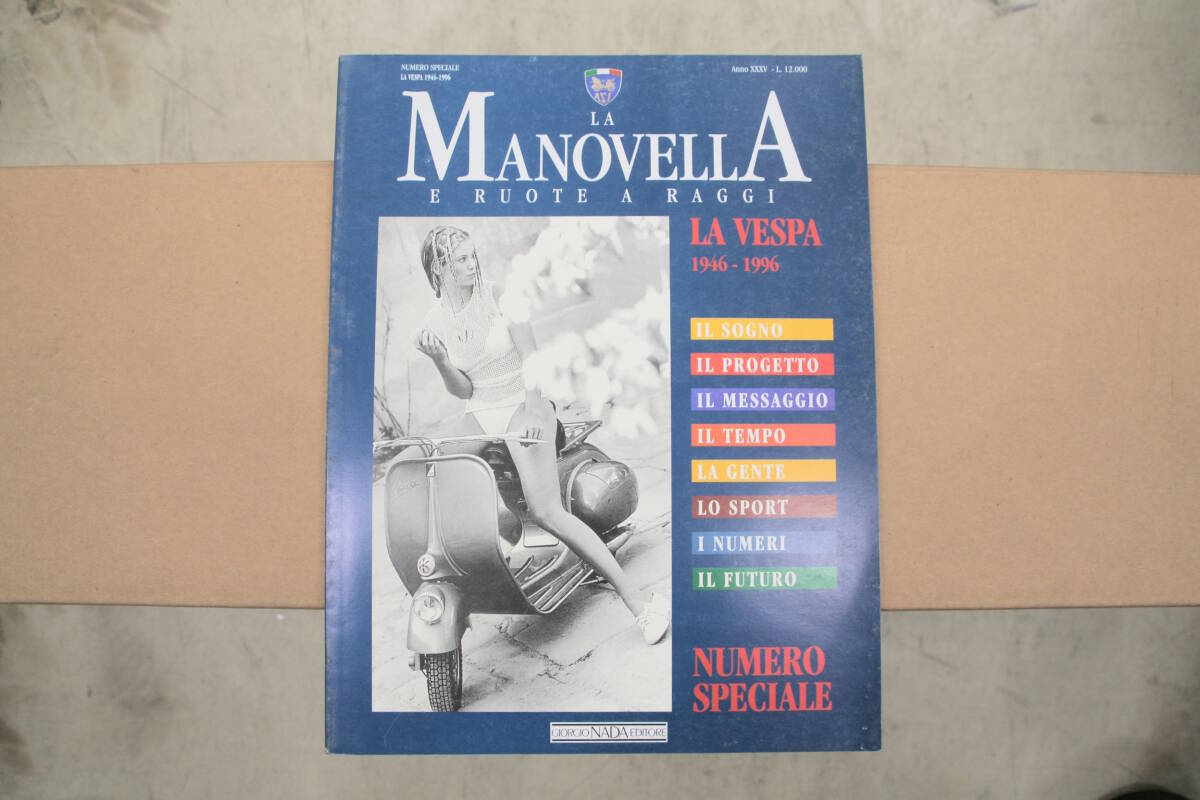 NUMERO SPECIALE
LA VESPA 1946-1996
ASI
Anno XXXV - L. 12.000
LA
MANOVELLA
E RUOTE A RAGGI
LA VESPA
1946 - 1996
IL SOGNO
IL PROGETTO
IL MESSAGGIO
IL TEMPO
LA GENTE
LO SPORT
I NUMERI
IL FUTURO
NUMERO
SPECIALE
GIORGIO NADA EDITORE